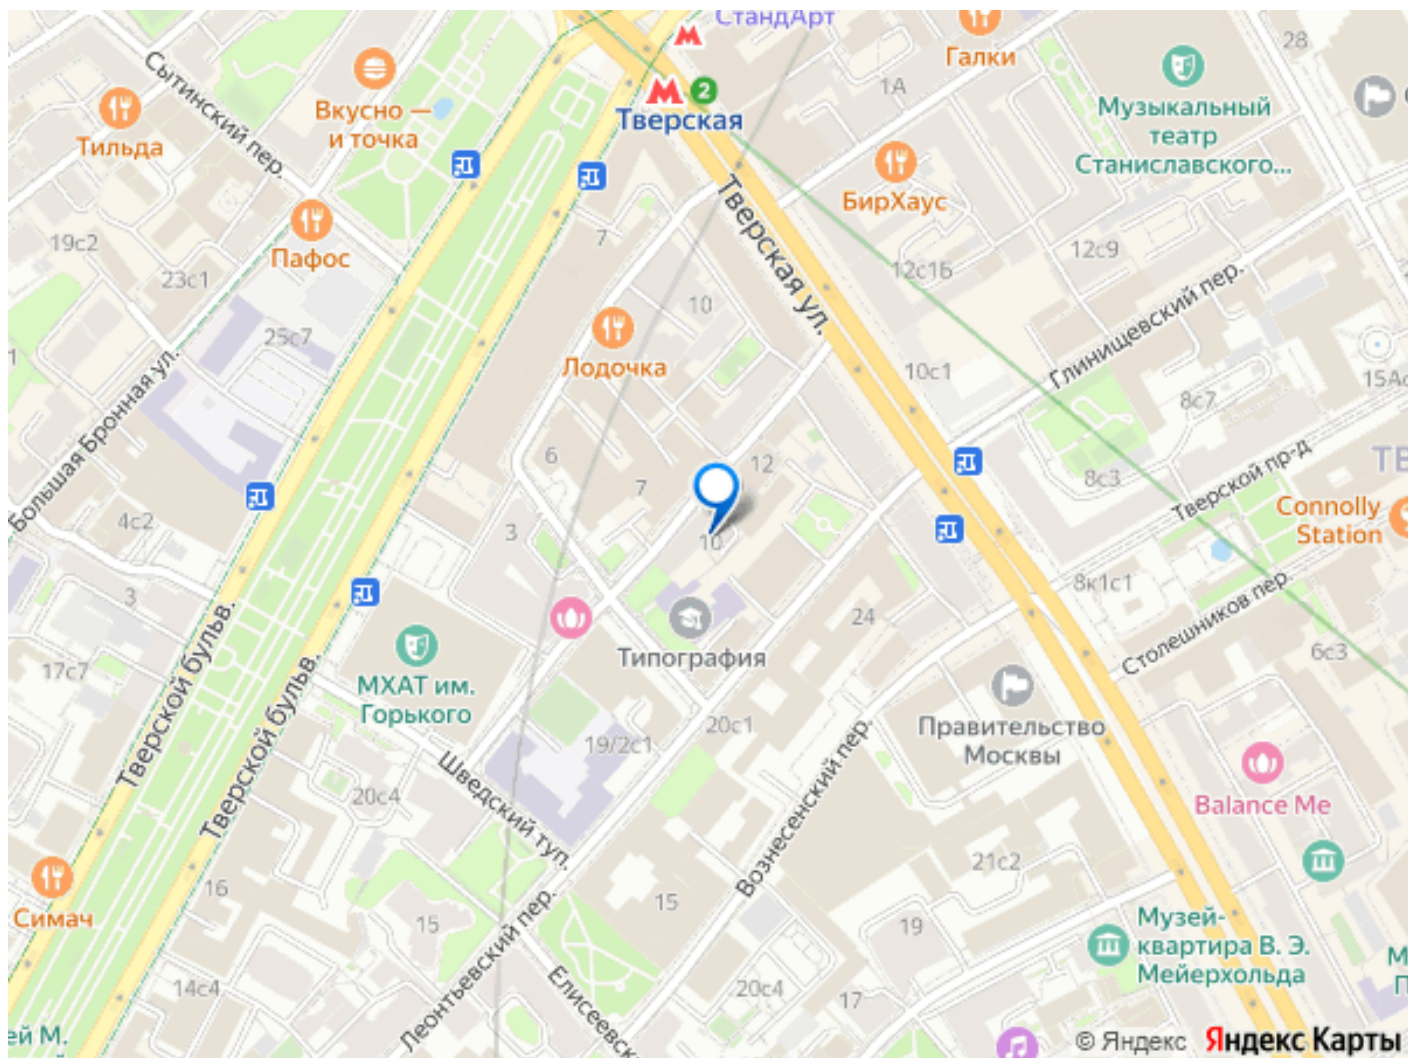 СтандАрт
Галки
28
Сытинский пер.
Вкусно —
и точка
Тильда
2
Тверская
1А
Музыкальный
театр
Станиславского...
БирХаус
Пафос
19с2
23с1
7
Тверская ул.
12с1Б
12с9
Глинищевский пер.
25с7
10
Лодочка
10с1
15Ас
8с7
Большая Бронная ул.
6
7
12
8с3
Тверской пр-д
Connolly
Station
4с2
3
10
3
8к1с1
Столешников пер.
Тверской бульв.
Тверской бульв.
24
Типография
6с3
17с7
МХАТ им.
Горького
19/2с1
20с1
Правительство
Москвы
Вознесенский пер.
Шведский туп.
20с4
Balance Me
21с2
Симач
16
15
15
19
Музей-
квартира В. Э.
Мейерхольда
Леонтьевский пер.
Елисеевск
14с4
20с4
17
ей М.
© Яндекс Яндекс Карты